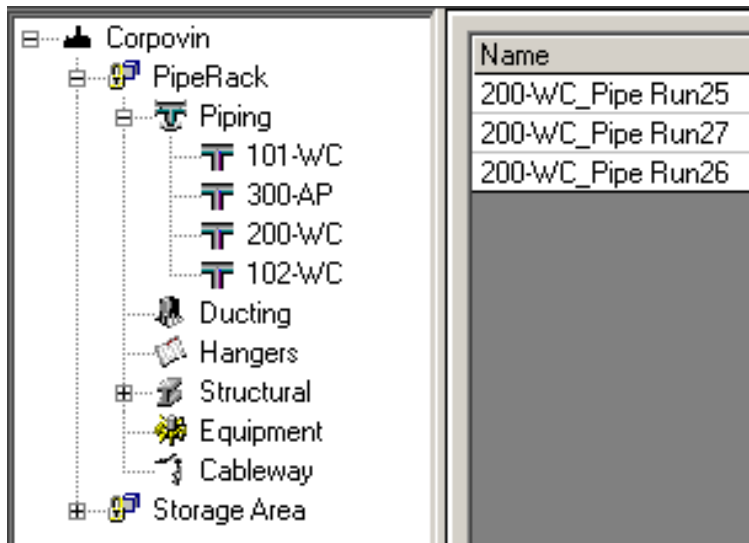 Corpovin
PipeRack
Piping
101-WC
300-AP
200-WC
102-WC
Ducting
Hangers
Structural
Equipment
Cableway
Storage Area
Name
200-WC_Pipe Run25
200-WC_Pipe Run27
200-WC_Pipe Run26